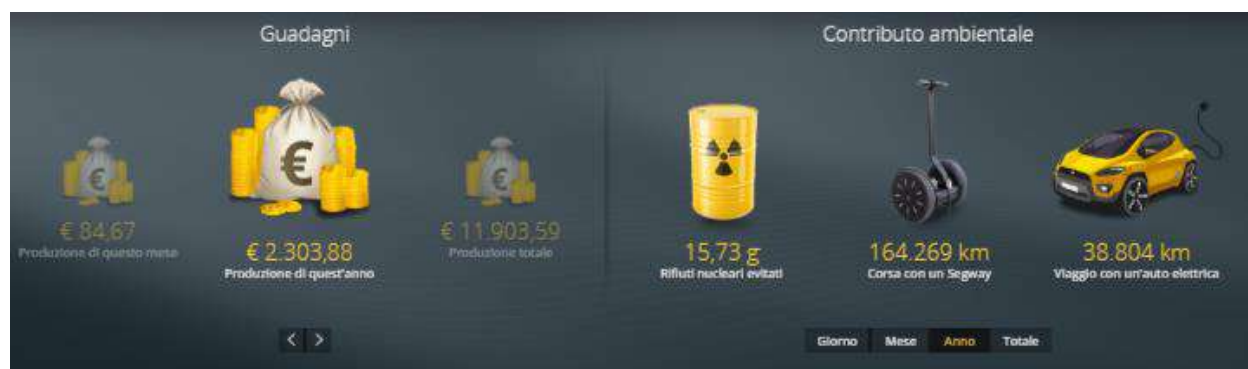 Guadagni
€ 84,67
Produzione di questo mese
€ 2.303,88
Produzione di quest'anno
€ 11.903,59
Produzione totale
Contributo ambientale
15,73 g
Rifiuti nucleari evitati
164.269 km
Corsa con un Segway
38.804 km
Viaggio con un'auto elettrica
Giorno Mese Anno Totale